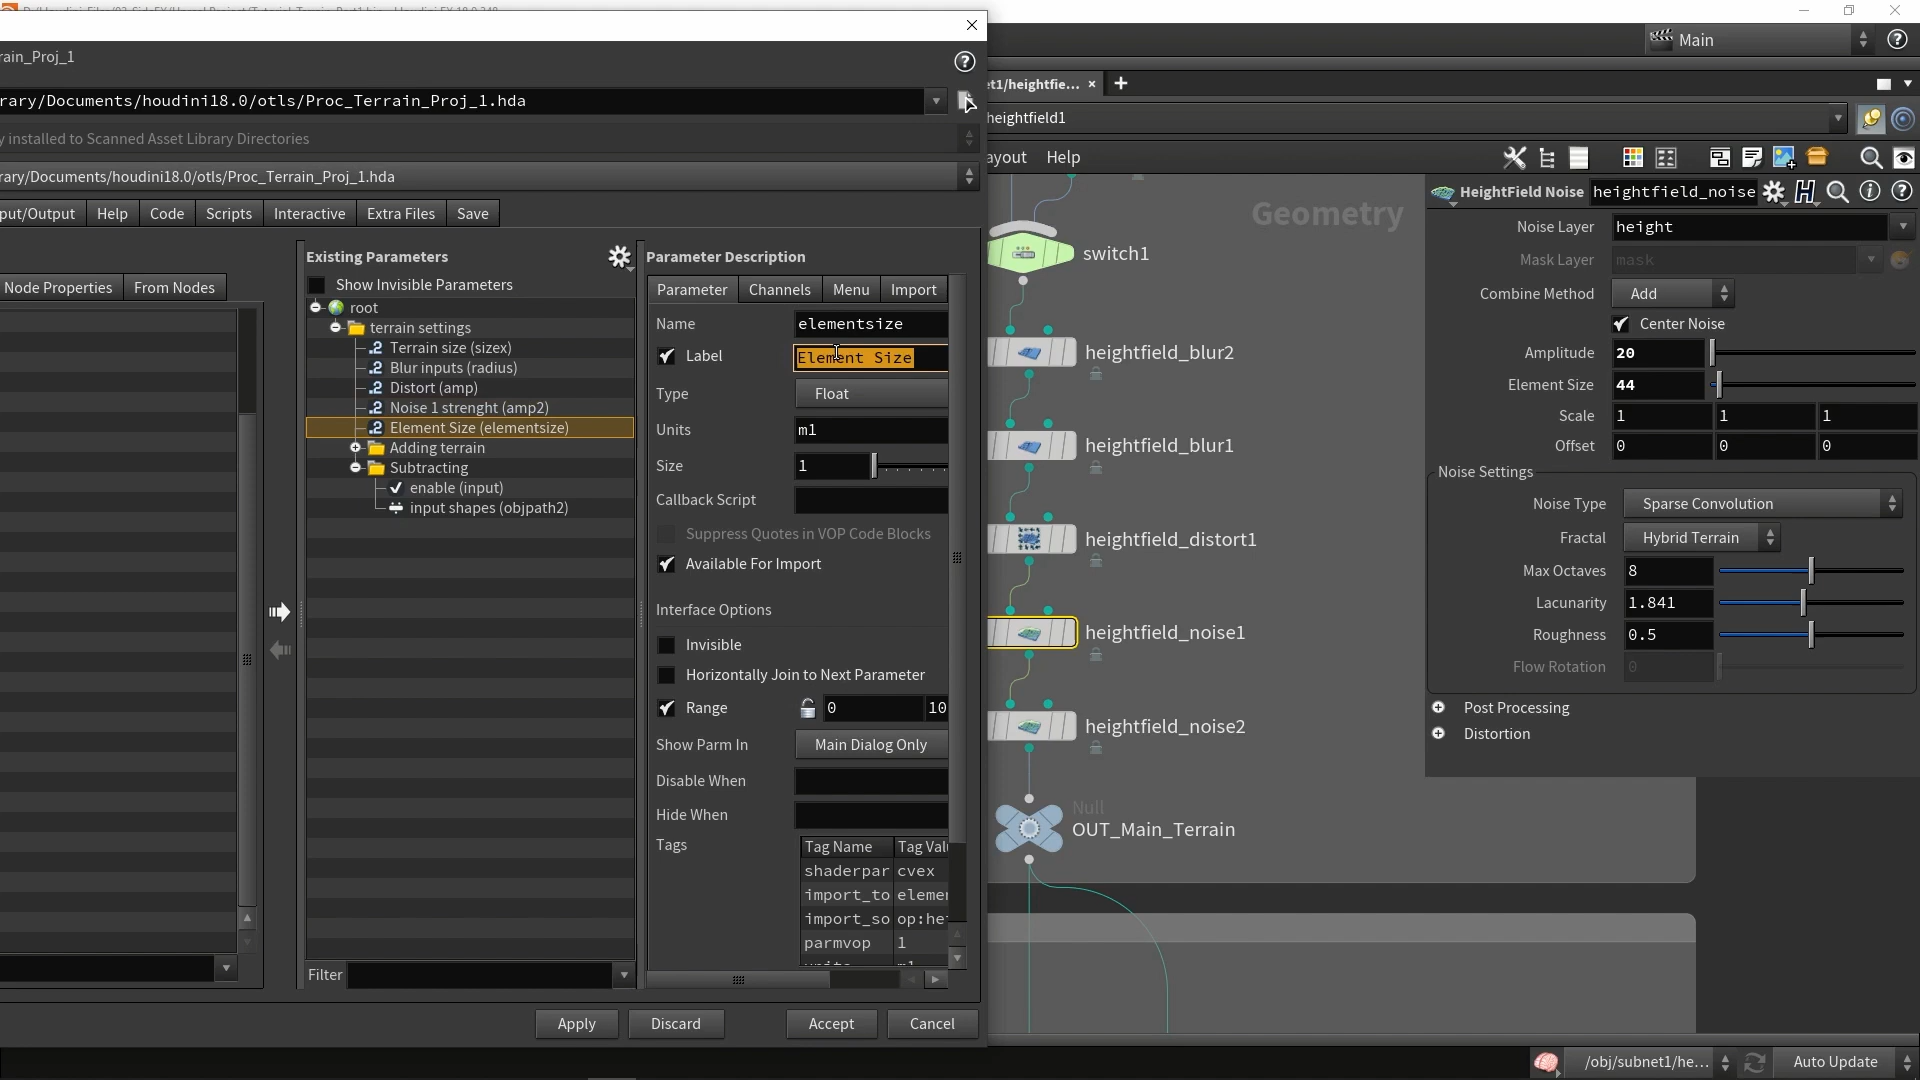 Main
rain_Proj_1
et1/heightfie...
rary/Documents/houdini18.0/otls/Proc_Terrain_Proj_1.hda
heightfield1
y installed to Scanned Asset Library Directories
ayout Help
rary/Documents/houdini18.0/otls/Proc_Terrain_Proj_1.hda
put/Output Help Code Scripts Interactive Extra Files Save
Node Properties From Nodes
Existing Parameters
Show Invisible Parameters
root
terrain settings
Terrain size (sizex)
Blur inputs (radius)
Distort (amp)
Noise 1 strenght (amp2)
Element Size (elementsize)
Adding terrain
Subtracting
enable (input)
input shapes (objpath2)
Filter
Parameter Description
Parameter Channels Menu Import
Name elementsize
Label Element Size
Type Float
Units m1
Size 1
Callback Script
Suppress Quotes in VOP Code Blocks
Available For Import
Interface Options
Invisible
Horizontally Join to Next Parameter
Range 0 10
Show Parm In Main Dialog Only
Disable When
Hide When
Tags
Tag Name Tag Val
shaderpar cvex
import_to elemen
import_so op:he
parmvop 1
Apply Discard Accept Cancel
Geometry
switch1
heightfield_blur2
heightfield_blur1
heightfield_distort1
heightfield_noise1
heightfield_noise2
Null
OUT_Main_Terrain
HeightField Noise heightfield_noise
Noise Layer height
Mask Layer mask
Combine Method Add
Center Noise
Amplitude 20
Element Size 44
Scale 1 1 1
Offset 0 0 0
Noise Settings
Noise Type Sparse Convolution
Fractal Hybrid Terrain
Max Octaves 8
Lacunarity 1.841
Roughness 0.5
Flow Rotation 0
Post Processing
Distortion
/obj/subnet1/he... Auto Update